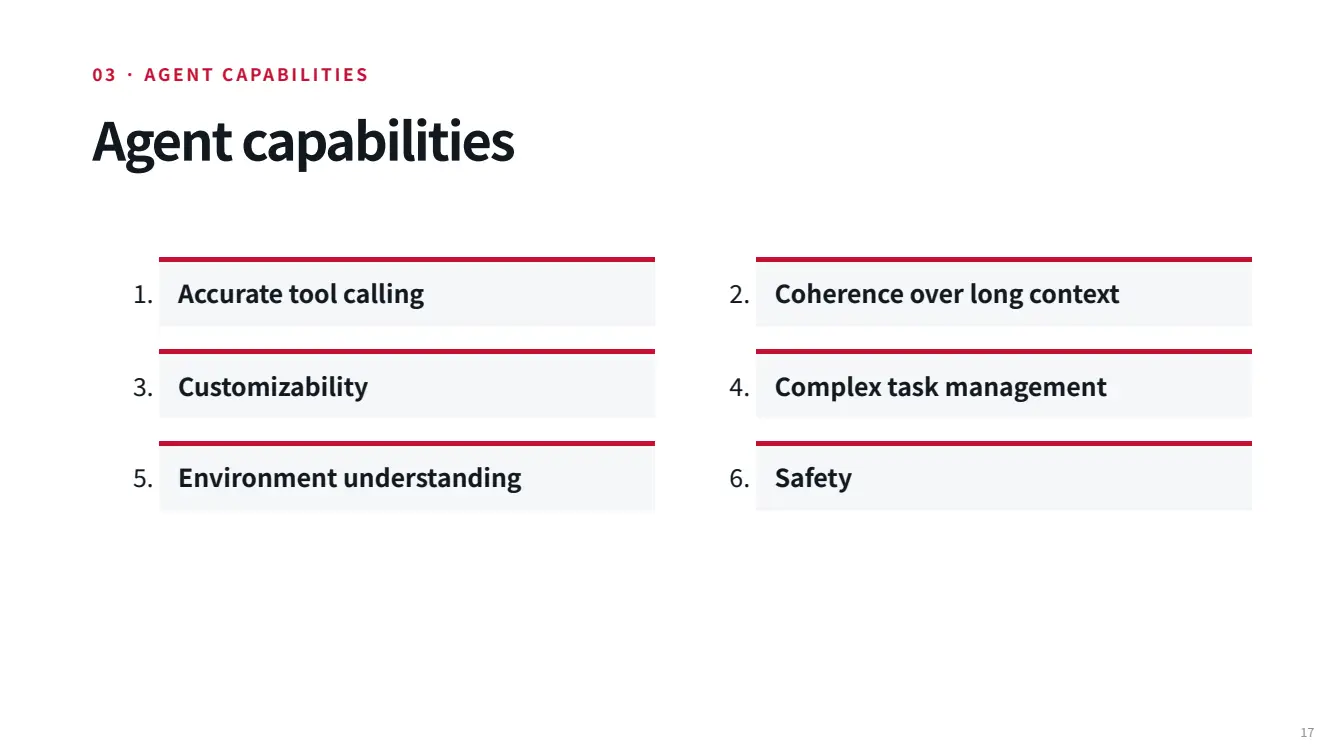 03 · AGENT CAPABILITIES
Agent capabilities
1. Accurate tool calling
2. Coherence over long context
3. Customizability
4. Complex task management
5. Environment understanding
6. Safety
17